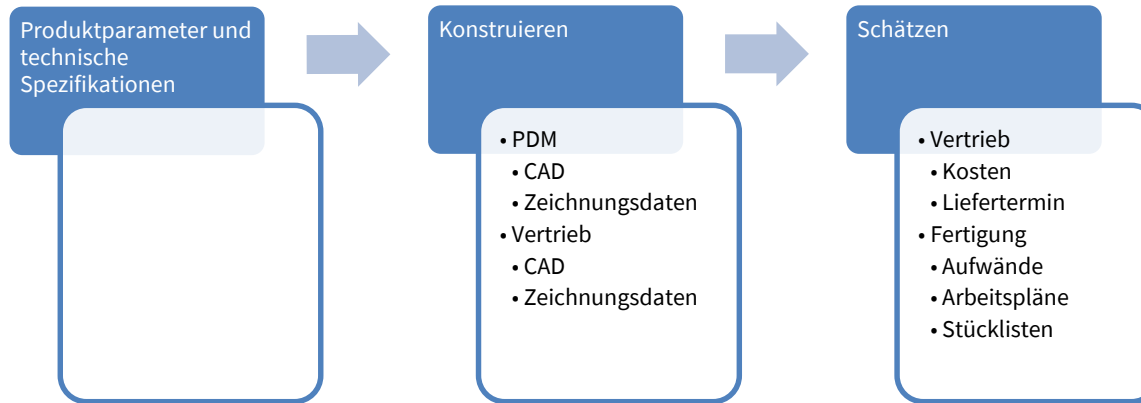 Produktparameter und
technische
Spezifikationen
Konstruieren
• PDM
• CAD
• Zeichnungsdaten
• Vertrieb
• CAD
• Zeichnungsdaten
Schätzen
• Vertrieb
• Kosten
• Liefertermin
• Fertigung
• Aufwände
• Arbeitspläne
• Stücklisten